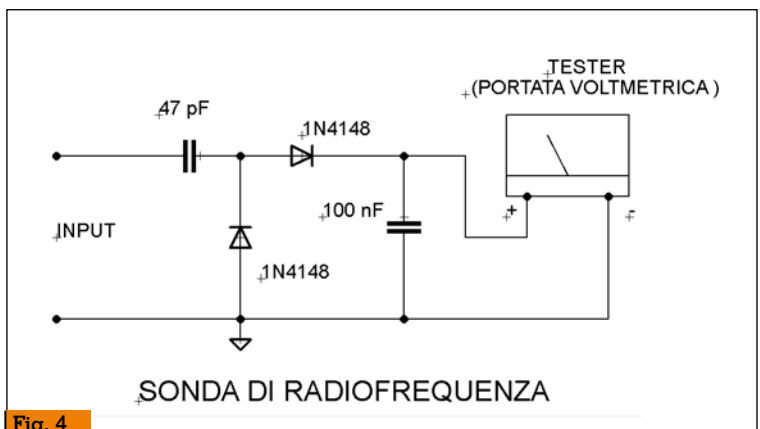 TESTER
(PORTATA VOLTMETRICA )
47 pF
1N4148
100 nF
+
-
INPUT
1N4148
SONDA DI RADIOFREQUENZA
Fig. 4